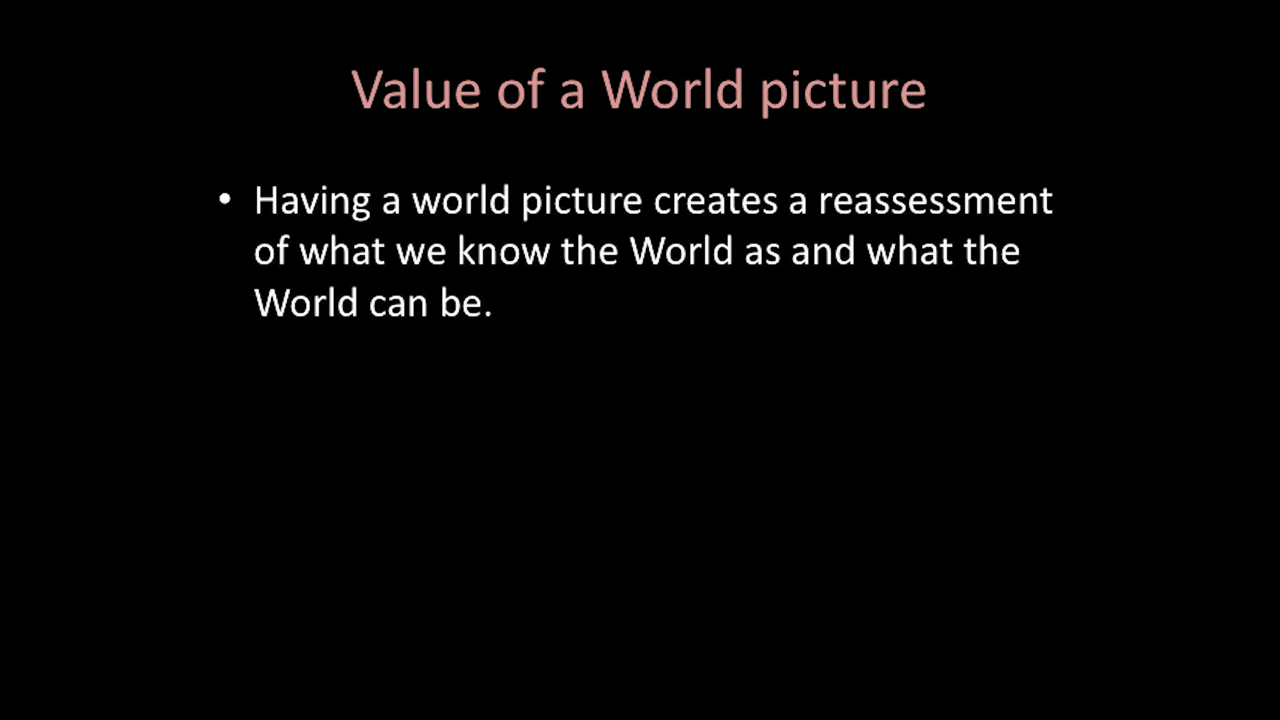 Value of a World picture
• Having a world picture creates a reassessment
of what we know the World as and what the
World can be.